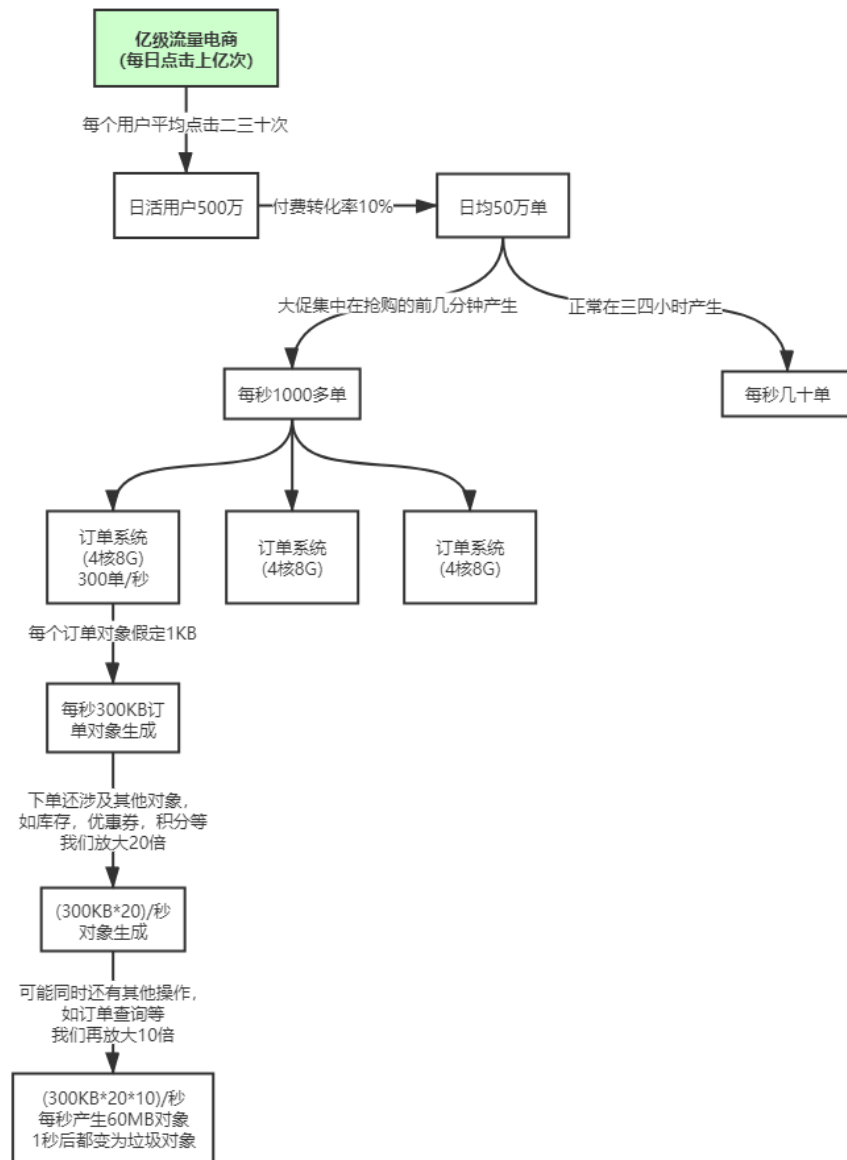 亿级流量电商
(每日点击上亿次)
每个用户平均点击二三十次
日活用户500万
付费转化率10%
日均50万单
大促集中在抢购的前几分钟产生
正常在三四小时产生
每秒1000多单
每秒几十单
订单系统
(4核8G)
300单/秒
订单系统
(4核8G)
订单系统
(4核8G)
每个订单对象假定1KB
每秒300KB订
单对象生成
下单还涉及其他对象，
如库存，优惠券，积分等
我们放大20倍
(300KB*20)/秒
对象生成
可能同时还有其他操作，
如订单查询等
我们再放大10倍
(300KB*20*10)/秒
每秒产生60MB对象
1秒后都变为垃圾对象